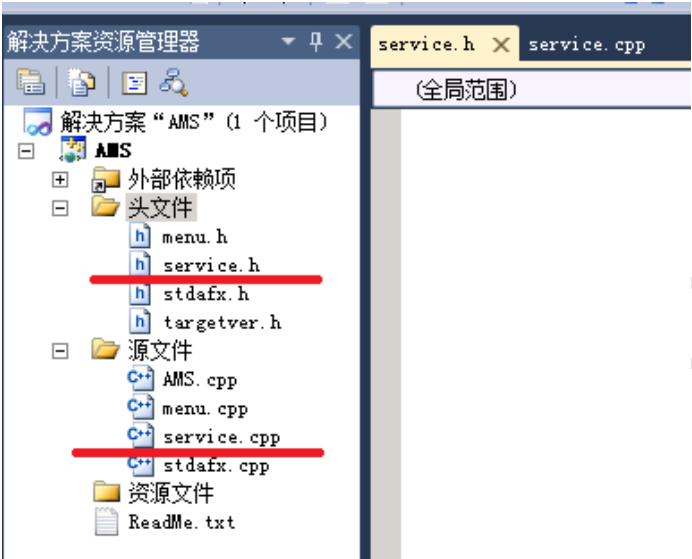 解决方案资源管理器
service.h service.cpp
(全局范围)
解决方案“AMS”(1 个项目)
AMS
外部依赖项
头文件
menu.h
service.h
stdafx.h
targetver.h
源文件
AMS.cpp
menu.cpp
service.cpp
stdafx.cpp
资源文件
ReadMe.txt